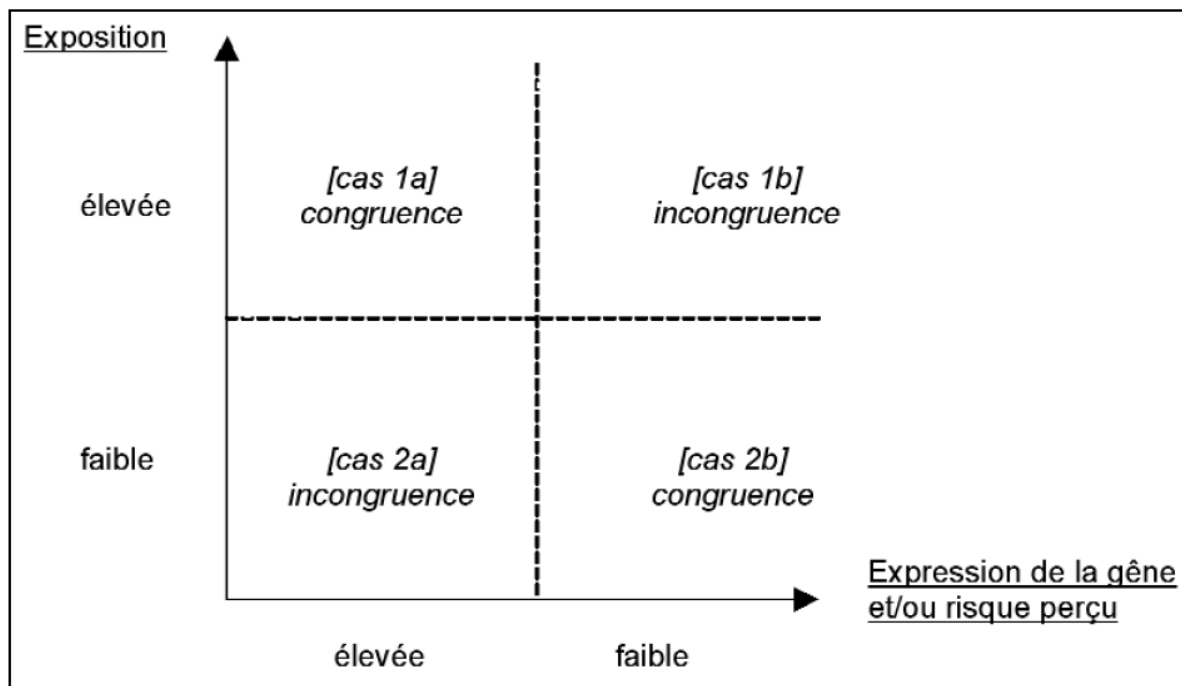 Exposition
élevée
[cas 1a]
congruence
[cas 1b]
incongruence
faible
[cas 2a]
incongruence
[cas 2b]
congruence
Expression de la gêne
et/ou risque perçu
élevée
faible